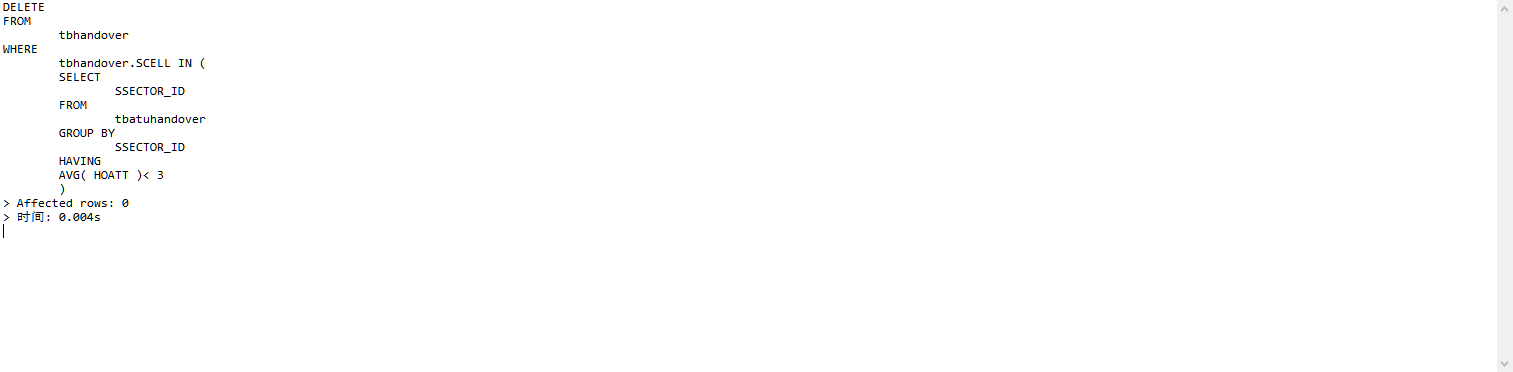 DELETE
FROM
tbhandover
WHERE
tbhandover.SCELL IN (
SELECT
SSECTOR_ID
FROM
tbatuhandover
GROUP BY
SSECTOR_ID
HAVING
AVG( HOATT )< 3
)
> Affected rows: 0
> 时间: 0.004s